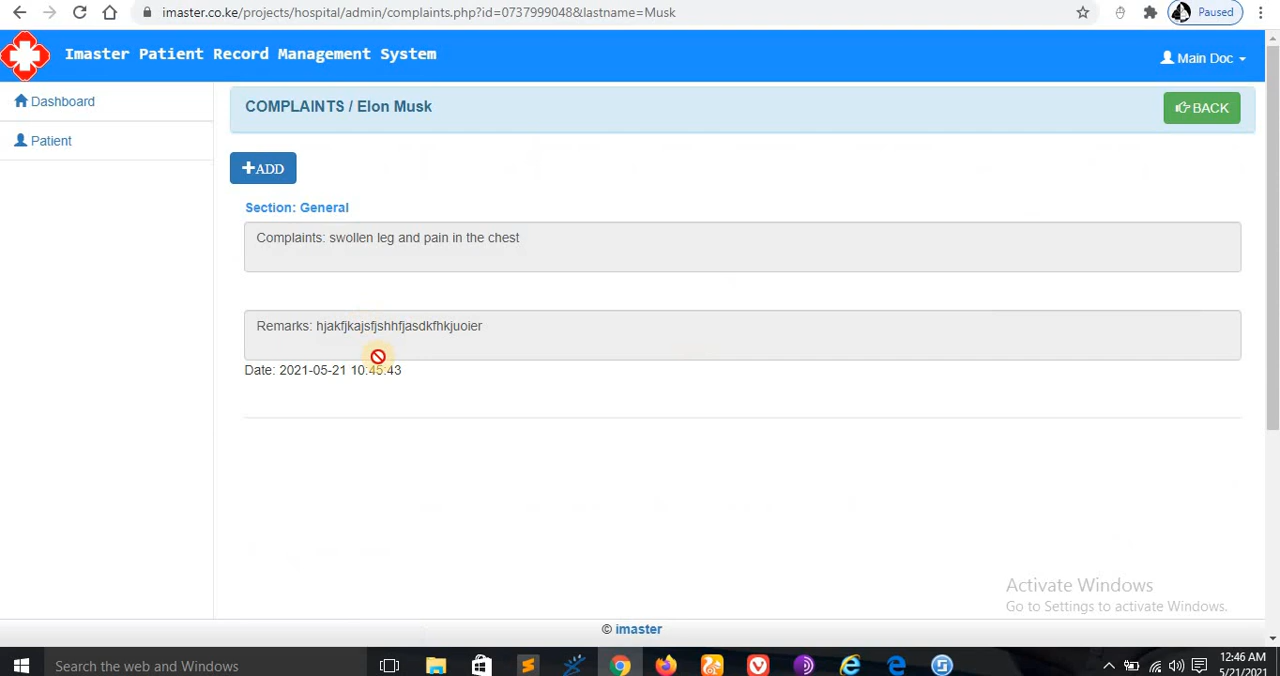 imaster.co.ke/projects/hospital/admin/complaints.php?id=0737999048&lastname=Musk
Paused
Imaster Patient Record Management System
Main Doc
Dashboard
COMPLAINTS / Elon Musk
BACK
Patient
ADD
Section: General
Complaints: swollen leg and pain in the chest
Remarks: hjakfjkajsfjshhfjasdkfhkjuoier
Date: 2021-05-21 10:45:43
Activate Windows
Go to Settings to activate Windows.
© imaster
Search the web and Windows
12:46 AM
5/21/2021